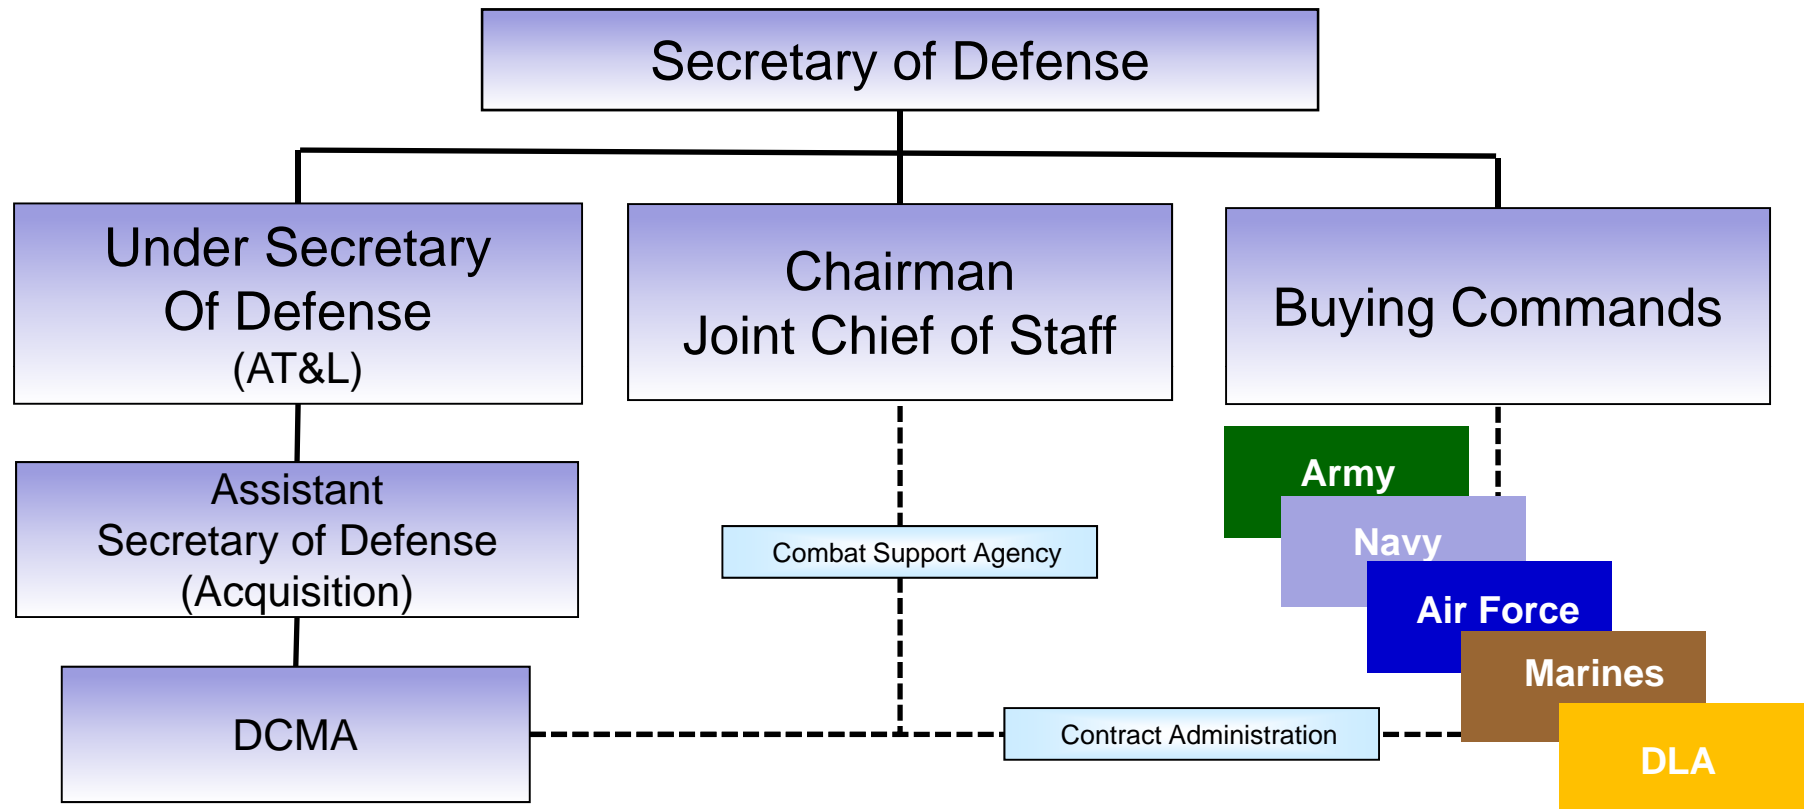 Secretary of Defense
Under Secretary
Of Defense
(AT&L)
Chairman
Joint Chief of Staff
Buying Commands
Assistant
Secretary of Defense
(Acquisition)
Combat Support Agency
Army
Navy
Air Force
Marines
DLA
DCMA
Contract Administration